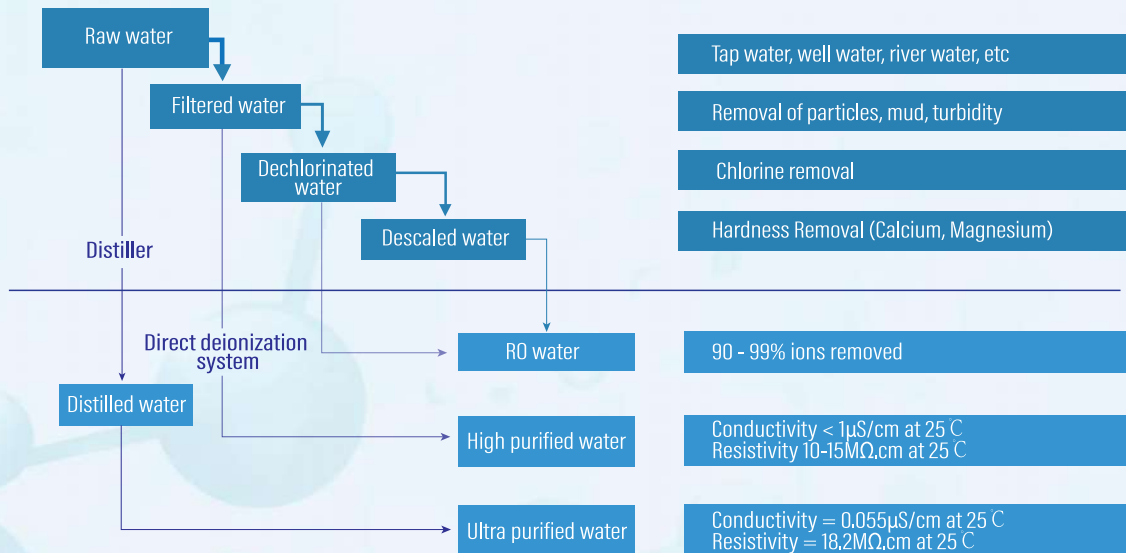 Raw water
Tap water, well water, river water, etc
Filtered water
Removal of particles, mud, turbidity
Dechlorinated
water
Chlorine removal
Descaled water
Hardness Removal (Calcium, Magnesium)
Distiller
Direct deionization
system
RO water
90 - 99% ions removed
Distilled water
High purified water
Conductivity < 1µS/cm at 25℃
Resistivity 10-15MΩ.cm at 25℃
Ultra purified water
Conductivity = 0.055µS/cm at 25℃
Resistivity = 18.2MΩ.cm at 25℃